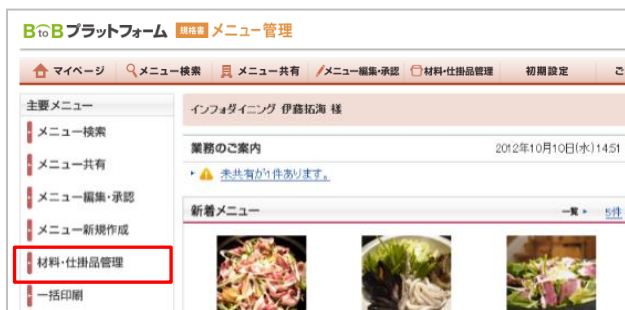 BtoBプラットフォーム 規格書 メニュー管理
マイページ メニュー検索 メニュー共有 メニュー編集・承認 材料・仕掛品管理 初期設定 ご
主要メニュー
メニュー検索
メニュー共有
メニュー編集・承認
メニュー新規作成
材料・仕掛品管理
一括印刷
インフォダイニング 伊藤拓海 様
業務のご案内 2012年10月10日(水)14:51
未共有が1件あります。
新着メニュー 一覧 5件